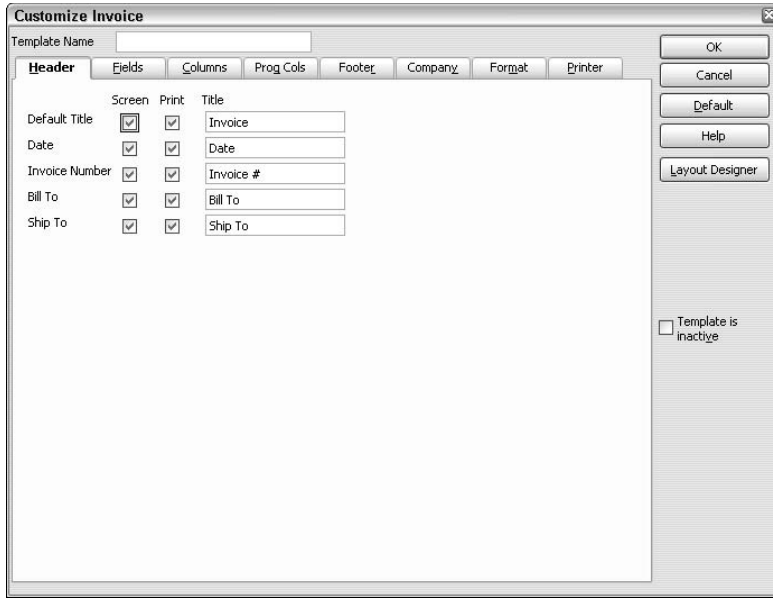 Customize Invoice
Template Name
Header Fields Columns Prog Cols Footer Company Format Printer
Screen Print Title
Default Title Invoice
Date Date
Invoice Number Invoice #
Bill To Bill To
Ship To Ship To
OK
Cancel
Default
Help
Layout Designer
Template is
inactive